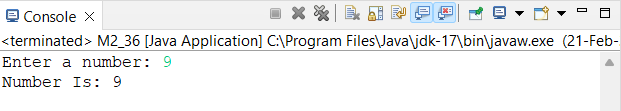 Console
<terminated> M2_36 [Java Application] C:\Program Files\Java\jdk-17\bin\javaw.exe (21-Feb-
Enter a number: 9
Number Is: 9